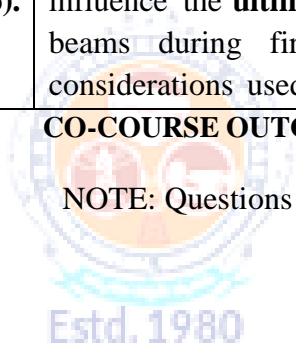 ). influence the ultim
beams during fir
considerations used
CO-COURSE OUTC
NOTE: Questions
Estd. 1980